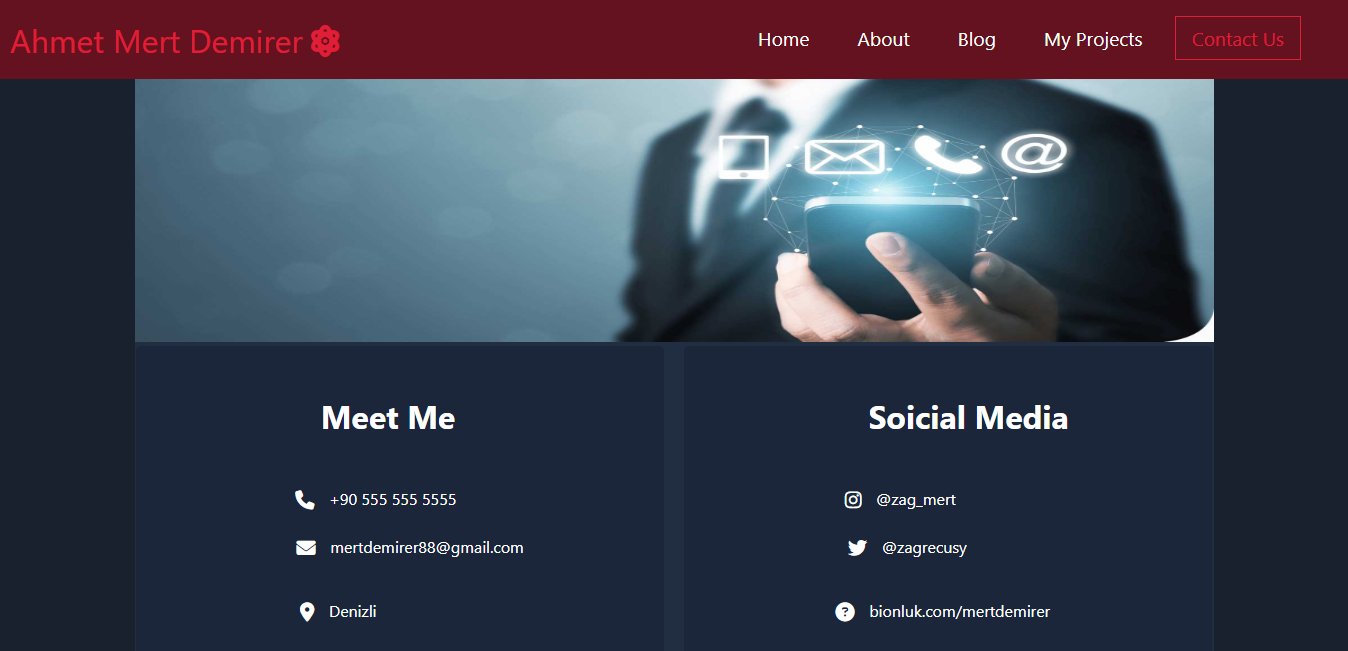 Ahmet Mert Demirer
Home About Blog My Projects Contact Us
@
Meet Me
+90 555 555 5555
mertdemirer88@gmail.com
Denizli
Soicial Media
@zag_mert
@zagrecusy
bionluk.com/mertdemirer